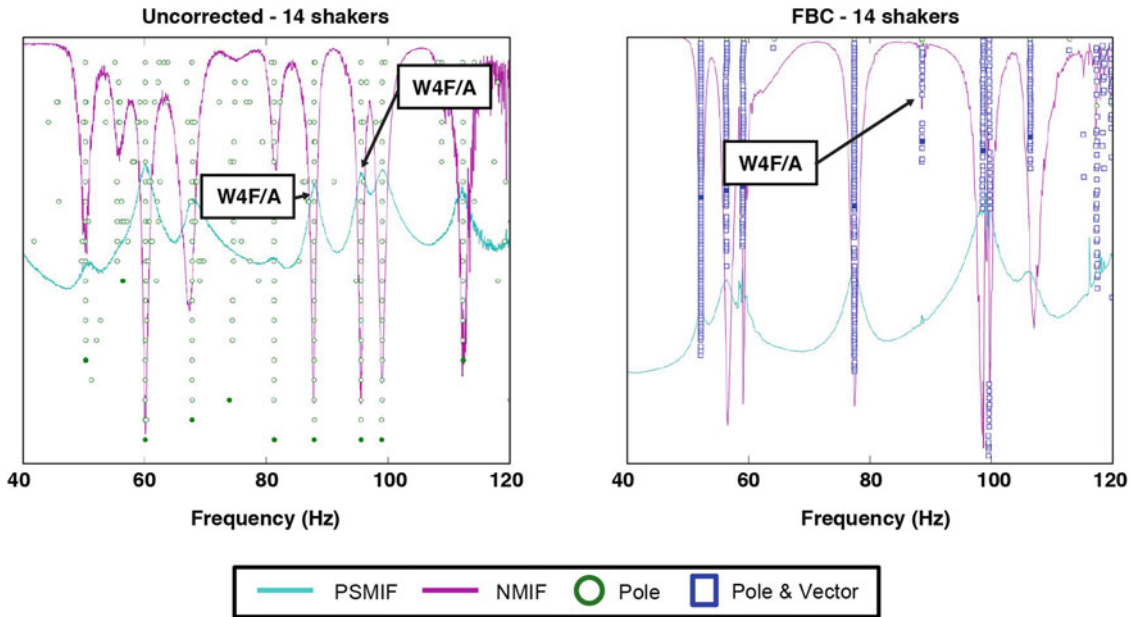 Uncorrected - 14 shakers
W4F/A
W4F/A
40 60 80 100 120
Frequency (Hz)
FBC - 14 shakers
W4F/A
40 60 80 100 120
Frequency (Hz)
PSMIF NMIF Pole Pole & Vector